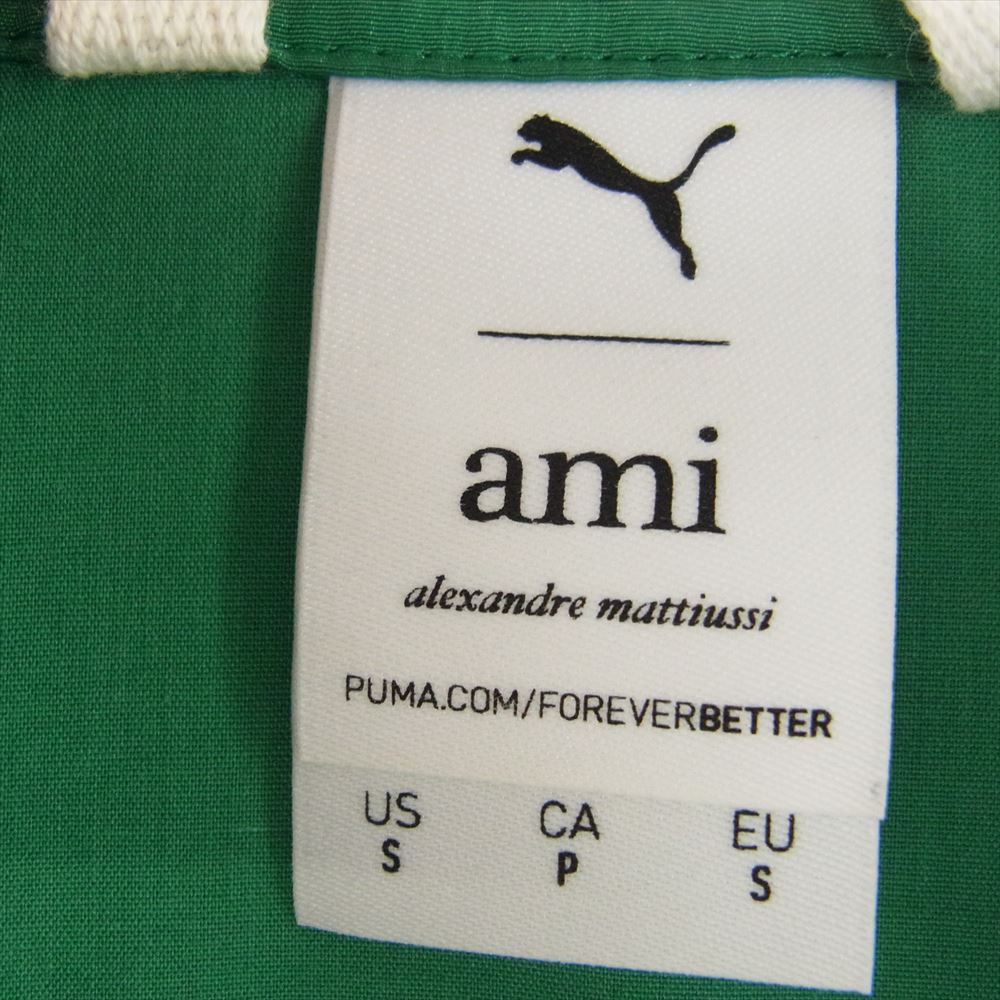 ami
alexandre mattiussi
PUMA.COM/FOREVERBETTER
US CA EU
S P S